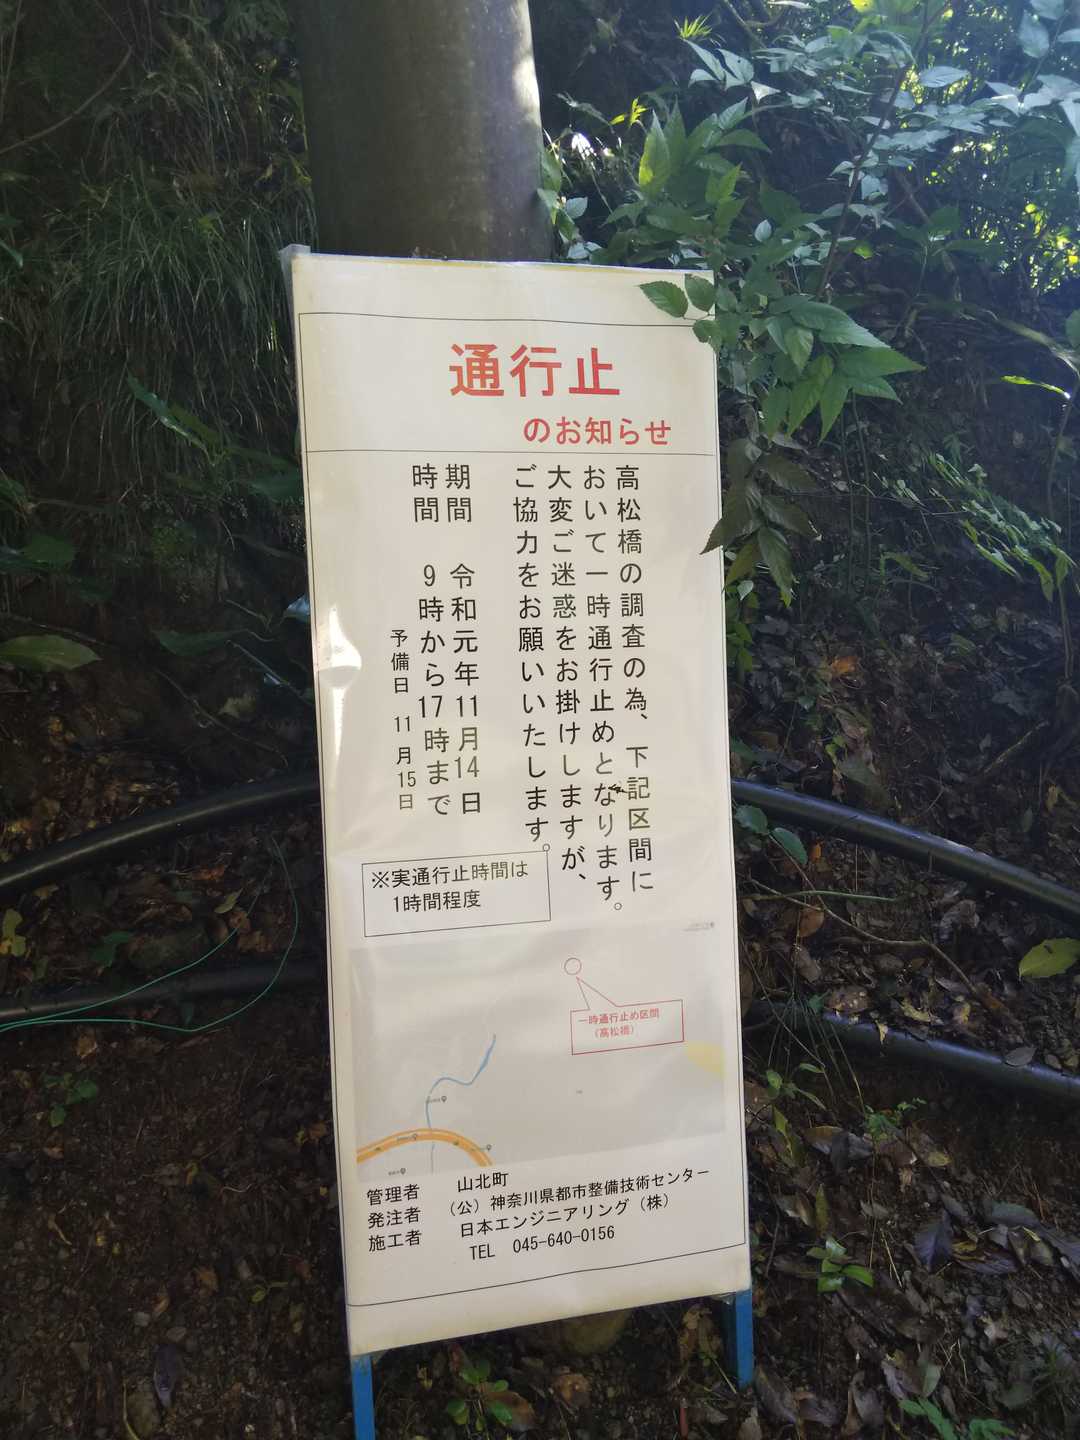 通行止
のお知らせ
高松橋の調査の為、下記区間に
おいて一時通行止めとなります。
大変ご迷惑をお掛けしますが、
ご協力をお願いいたします。
期間　令和元年11月14日
時間　9時から17時まで
予備日　11月15日
※実通行止時間は
1時間程度
一時通行止め区間
（高松橋）
管理者　山北町
発注者　（公）神奈川県都市整備技術センター
施工者　日本エンジニアリング（株）
TEL　045-640-0156